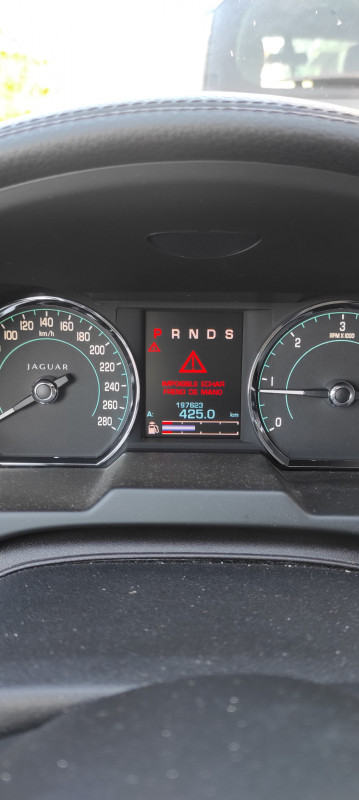 100 120 140 160 180 200 220 240 260 280
km/h
JAGUAR
P R N D S
IMPOSIBLE ECHAR
FRENO DE MANO
197623
A: 425.0 km
0 1 2 3
RPM X 1000